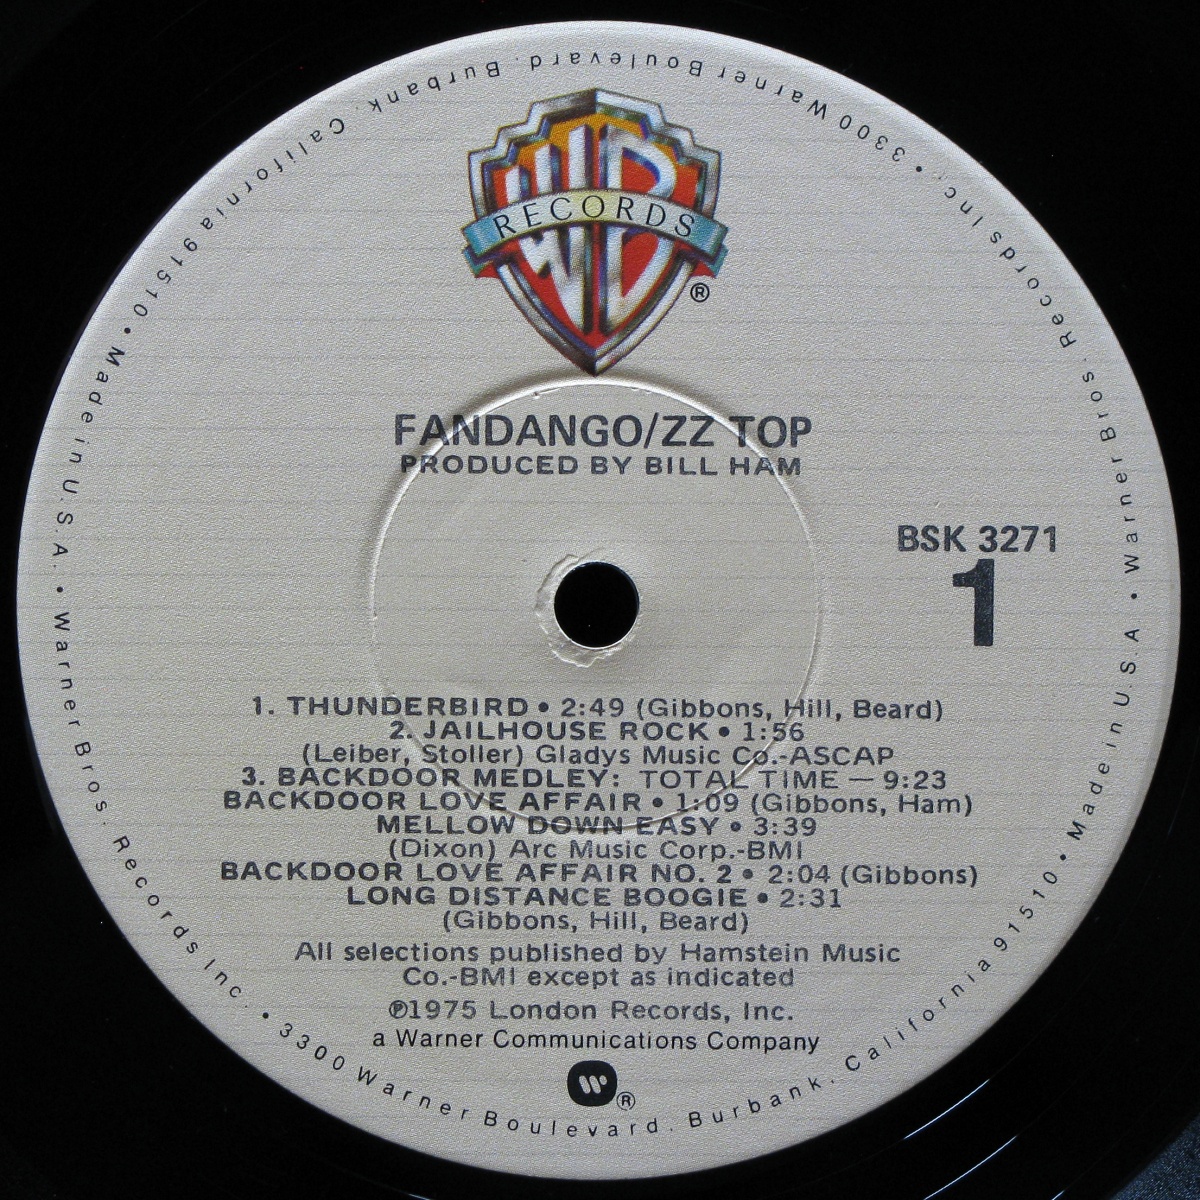 WB
RECORDS
®
FANDANGO/ZZ TOP
PRODUCED BY BILL HAM
BSK 3271
1
1. THUNDERBIRD • 2:49 (Gibbons, Hill, Beard)
2. JAILHOUSE ROCK • 1:56
(Leiber, Stoller) Gladys Music Co.-ASCAP
3. BACKDOOR MEDLEY: TOTAL TIME — 9:23
BACKDOOR LOVE AFFAIR • 1:09 (Gibbons, Ham)
MELLOW DOWN EASY • 3:39
(Dixon) Arc Music Corp.-BMI
BACKDOOR LOVE AFFAIR NO. 2 • 2:04 (Gibbons)
LONG DISTANCE BOOGIE • 2:31
(Gibbons, Hill, Beard)
All selections published by Hamstein Music
Co.-BMI except as indicated
℗1975 London Records, Inc.
a Warner Communications Company
®
Warner Bros. Records Inc. • 3300 Warner Boulevard. Burbank. California 91510 • Made in U.S.A • Warner Bros. Records Inc. • 3300 Warner Boulevard. Burbank. California 91510 • Made in U.S.A. •